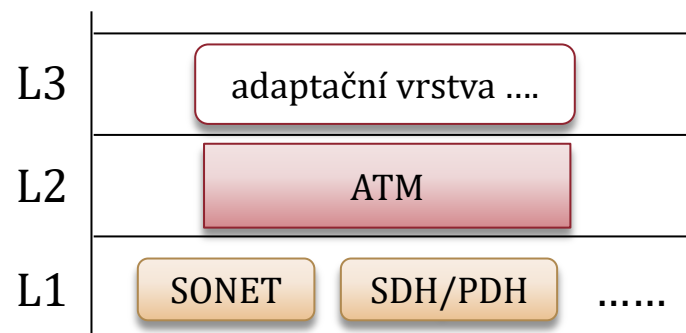 L3 adaptační vrstva ....
L2 ATM
L1 SONET SDH/PDH ......